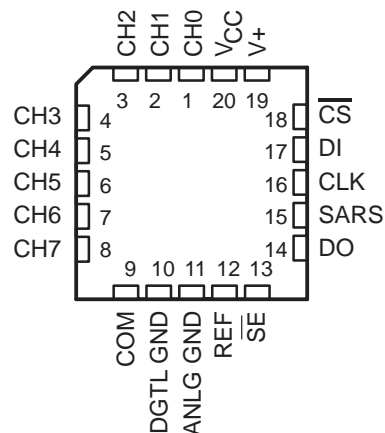 CH2
CH1
CH0
VCC
V+
3 2 1 20 19
CH3 4
CH4 5
CH5 6
CH6 7
CH7 8
18 CS
17 DI
16 CLK
15 SARS
14 DO
9 10 11 12 13
COM
DGTL GND
ANLG GND
REF
SE